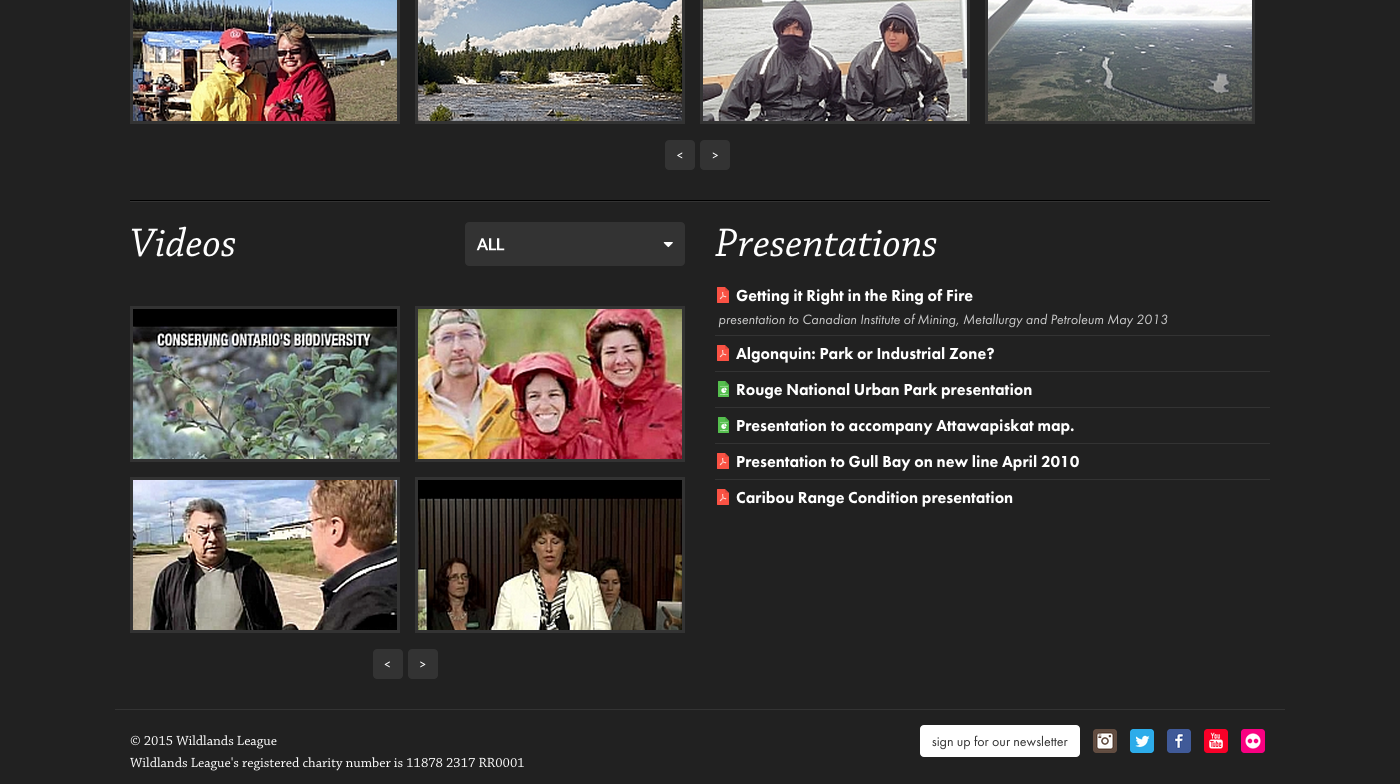 < >
Videos
ALL
Presentations
Getting it Right in the Ring of Fire
presentation to Canadian Institute of Mining, Metallurgy and Petroleum May 2013
Algonquin: Park or Industrial Zone?
Rouge National Urban Park presentation
Presentation to accompany Attawapiskat map.
Presentation to Gull Bay on new line April 2010
Caribou Range Condition presentation
CONSERVING ONTARIO'S BIODIVERSITY
< >
© 2015 Wildlands League
Wildlands League's registered charity number is 11878 2317 RR0001
sign up for our newsletter
You
Tube